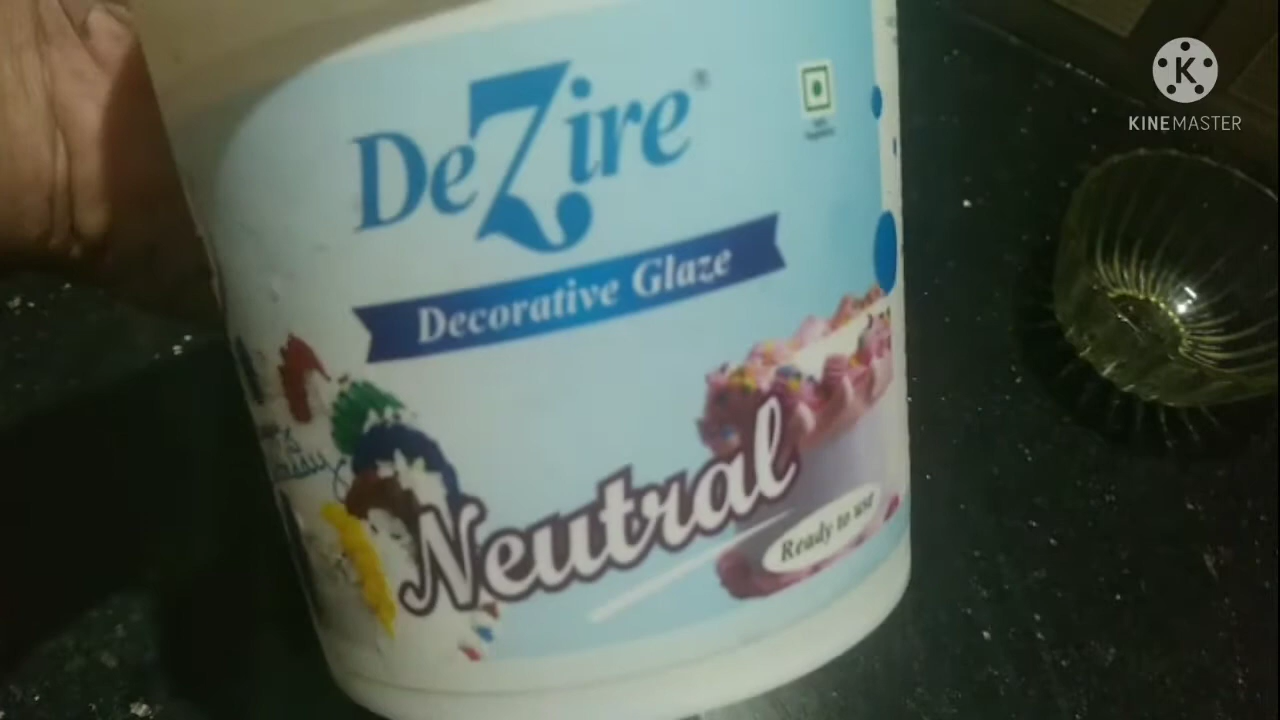 DeZire®
Decorative Glaze
Neutral
Ready to use
K
KINEMASTER